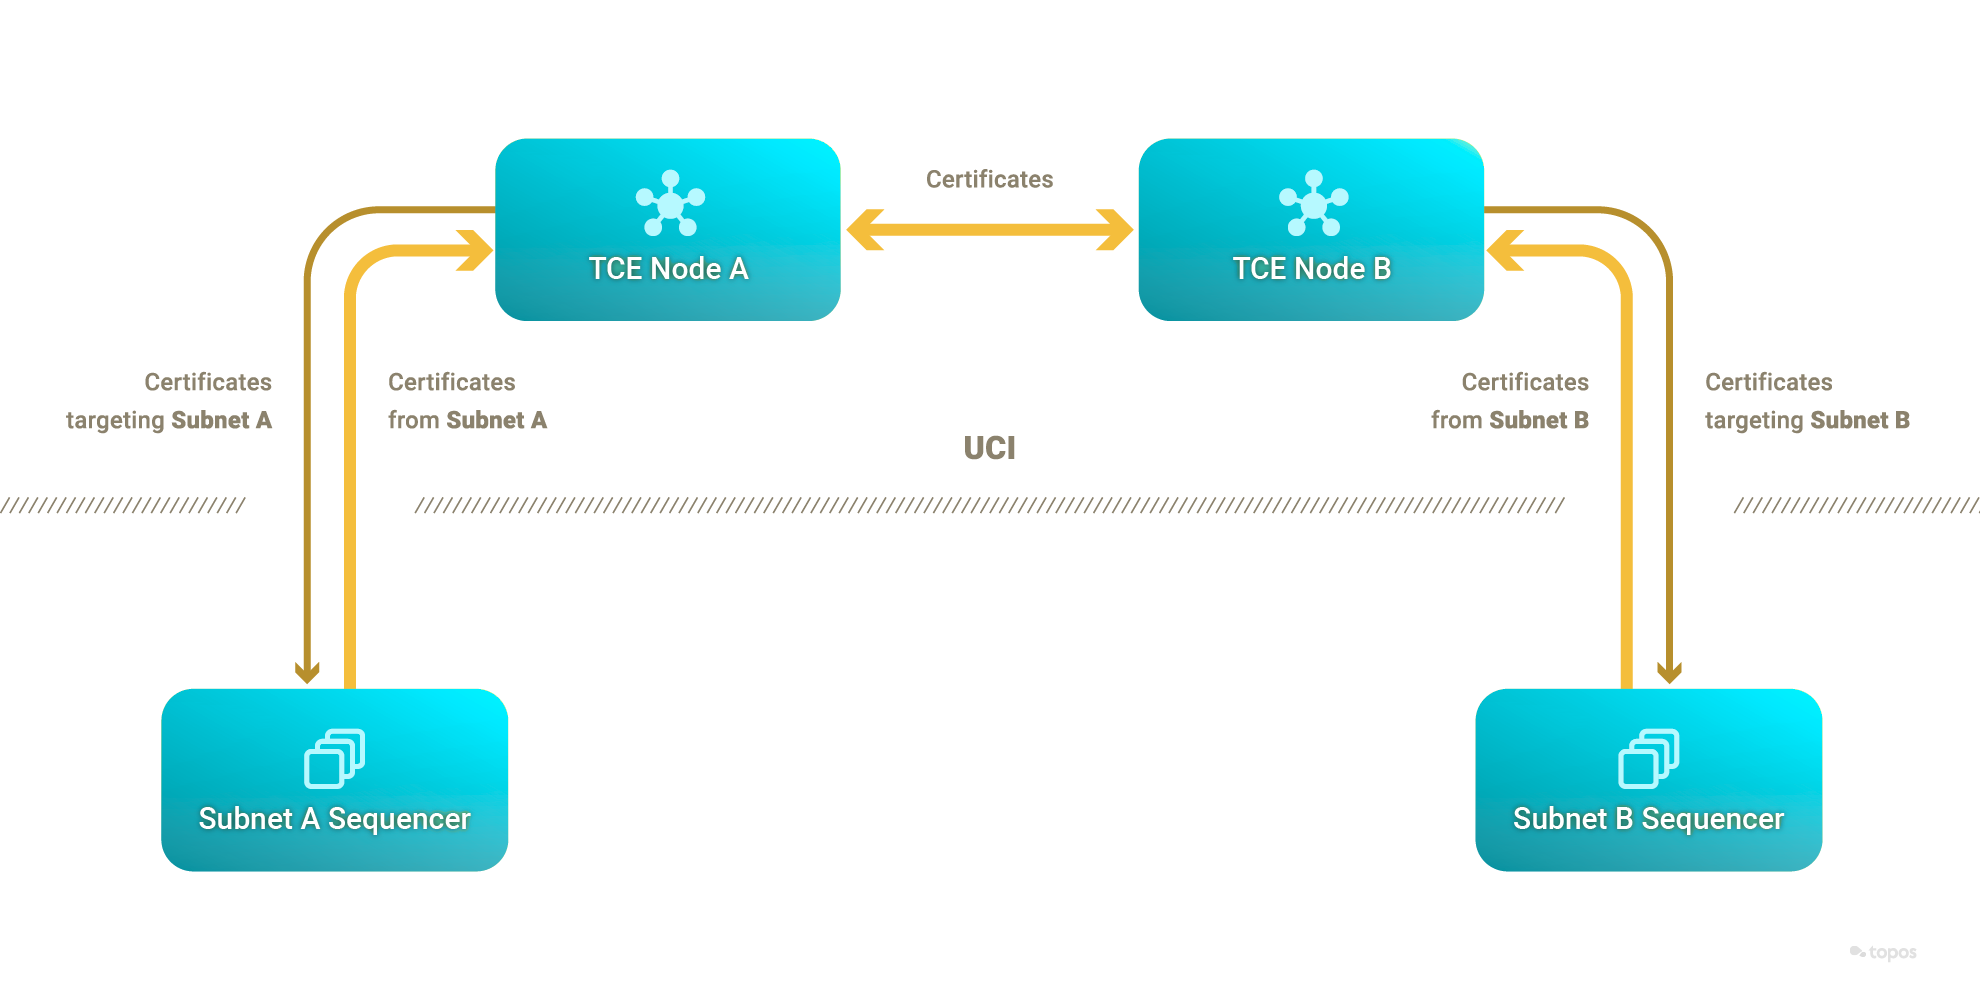 Certificates
TCE Node A
TCE Node B
Certificates
targeting Subnet A
Certificates
from Subnet A
Certificates
from Subnet B
Certificates
targeting Subnet B
UCI
Subnet A Sequencer
Subnet B Sequencer
topos